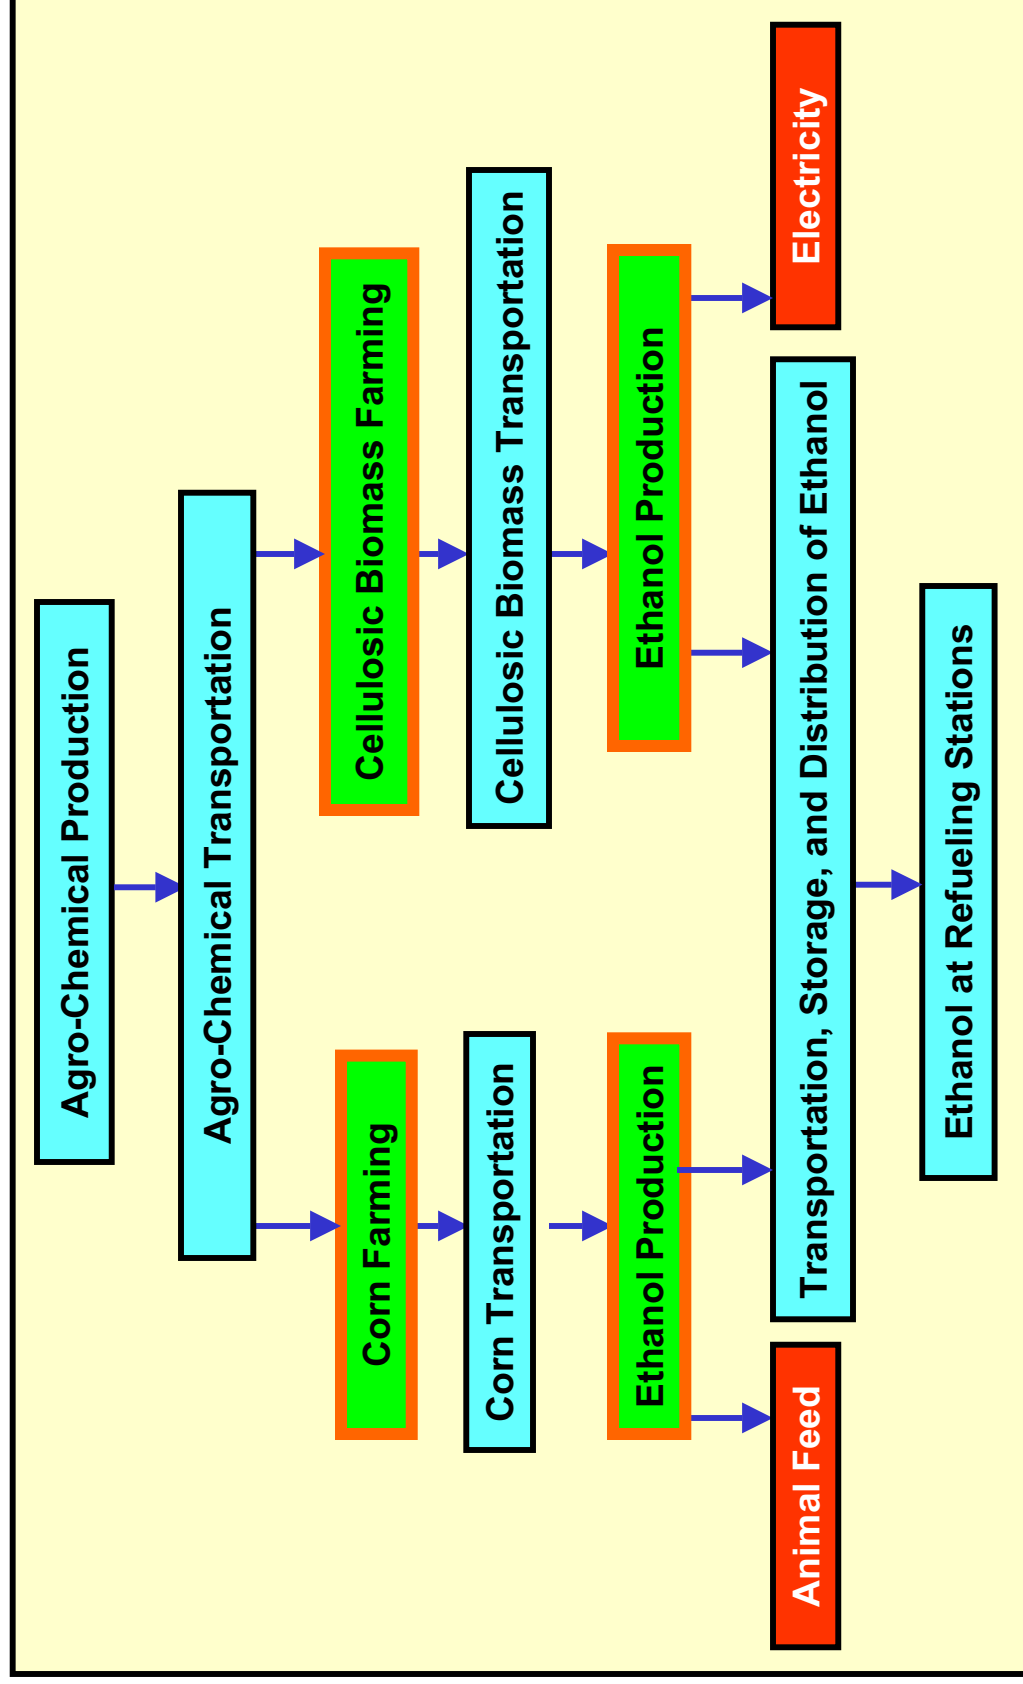 Agro-Chemical Production
Agro-Chemical Transportation
Corn Farming
Cellulosic Biomass Farming
Corn Transportation
Cellulosic Biomass Transportation
Ethanol Production
Ethanol Production
Animal Feed
Transportation, Storage, and Distribution of Ethanol
Electricity
Ethanol at Refueling Stations